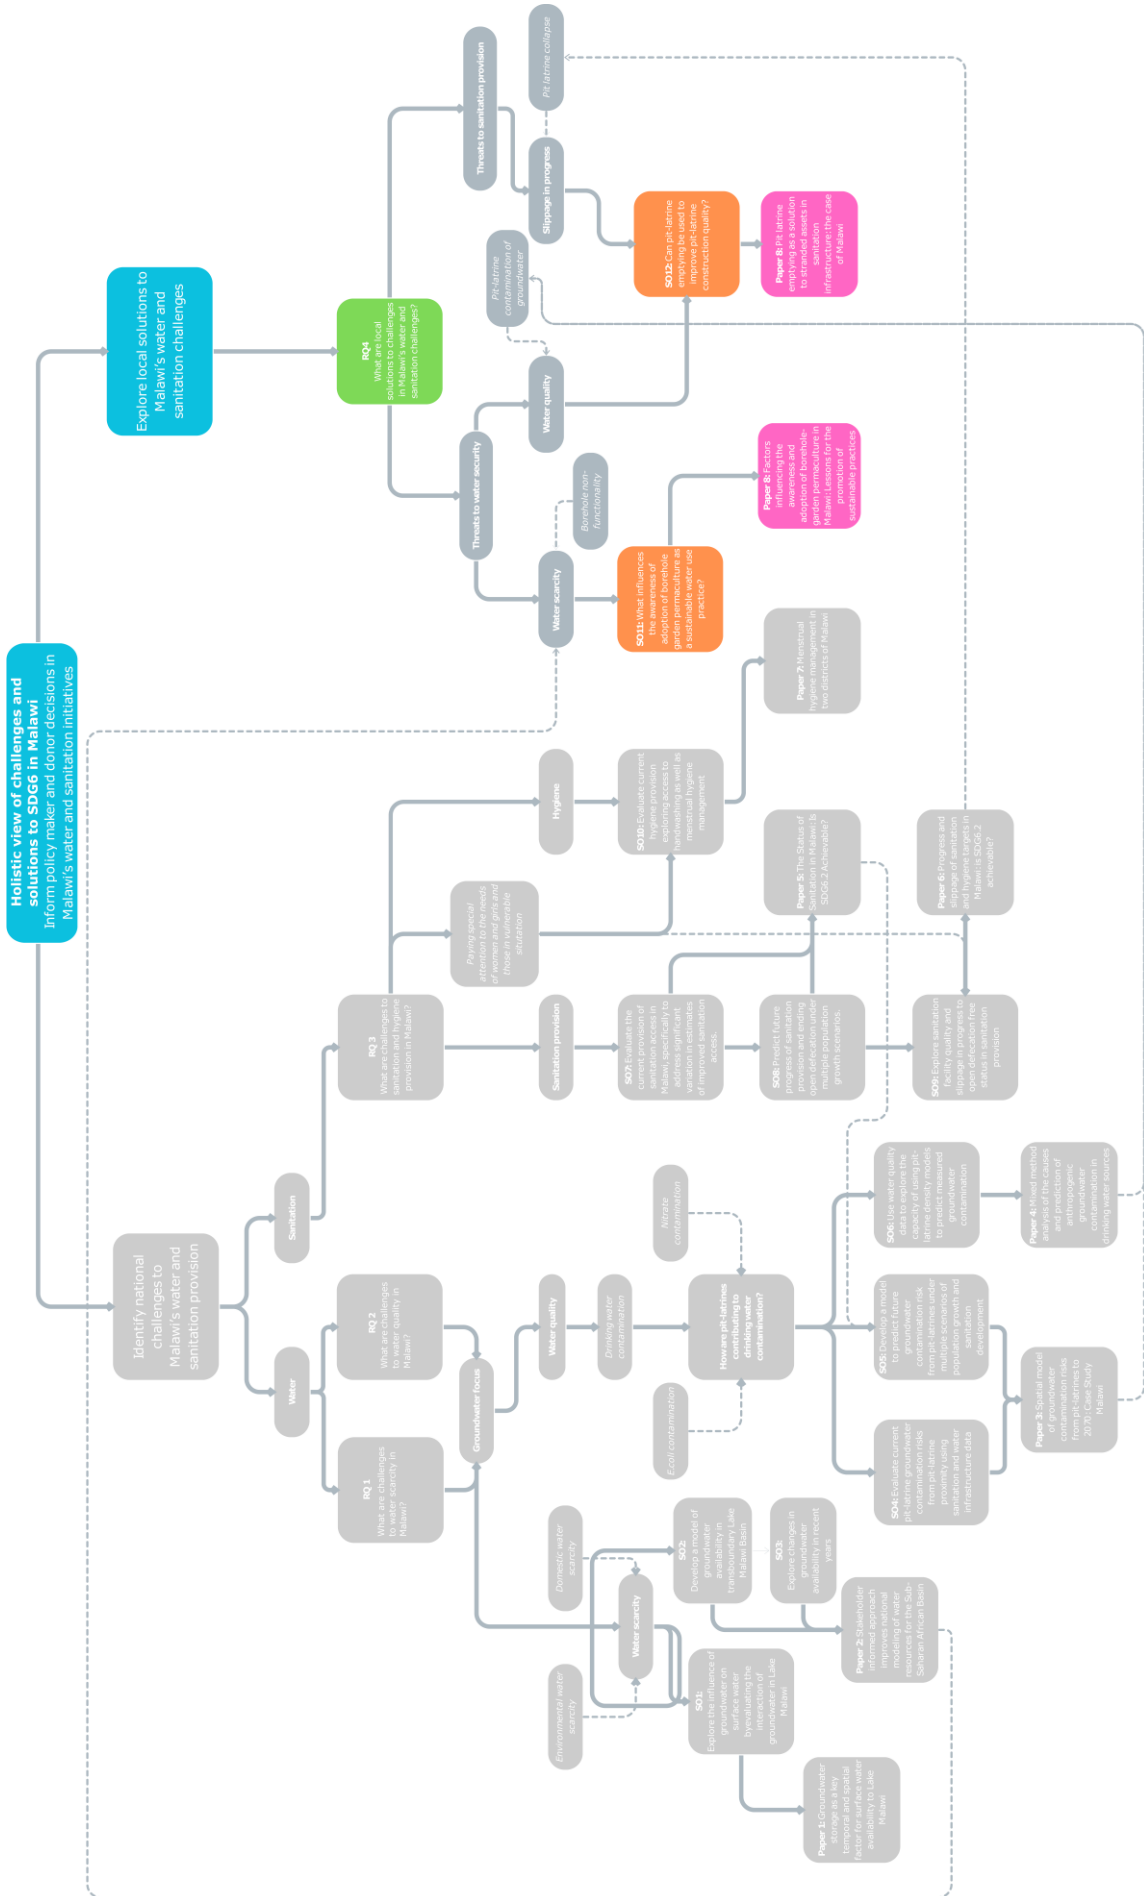 Holistic view of challenges and
solutions to SDG6 in Malawi
Inform policy maker and donor decisions in
Malawi's water and sanitation initiatives
Identify national
challenges to
Malawi's water and
sanitation provision
Explore local solutions to
Malawi's water and
sanitation challenges
Water
Sanitation
RQ 1
What are challenges
to water scarcity in
Malawi?
RQ 2
What are challenges
to water quality in
Malawi?
RQ 3
What are challenges to
sanitation and hygiene
provision in Malawi?
RQ4
What are local
solutions to challenges
in Malawi's water and
sanitation challenges?
Groundwater focus
Paying special
attention to the needs
of women and girls and
those in vulnerable
situtation
Threats to water security
Threats to sanitation provision
Pit-latrine
contamination of
groundwater
Environmental water
scarcity
Domestic water
scarcity
Water quality
Sanitation provision
Hygiene
Water scarcity
Water quality
Slippage in progress
Pit latrine collapse
Borehole non-
functionality
Water scarcity
Drinking water
contamination
E.coli contamination
Nitrate
contamination
How are pit-latrines
contributing to
drinking water
contamination?
SO1:
Explore the influence of
groundwater on
surface water
byevaluating the
interaction of
groundwater in Lake
Malawi
SO2:
Develop a model of
groundwater
availability in
transboundary Lake
Malawi Basin
SO3:
Explore changes in
groundwater
availability in recent
years
SO7: Evaluate the
current provision of
sanitation access in
Malawi, specifically to
address significant
variation in estimates
of improved sanitation
access.
SO10: Evaluate current
hygiene provision
exploring access to
handwashing as well as
menstrual hygiene
management
SO11: What influences
the awareness of
adoption of borehole
garden permaculture as
a sustainable water use
practice?
SO12: Can pit-latrine
emptying be used to
improve pit-latrine
construction quality?
Paper 1: Groundwater
storage as a key
temporal and spatial
factor for surface water
availability to Lake
Malawi
Paper 2: Stakeholder
informed approach
improves national
modeling of water
resources for the Sub-
Saharan African Basin
SO8: Predict future
progress of sanitation
provision and ending
open defecation under
multiple population
growth scenarios.
Paper 5: The Status of
Sanitation in Malawi: Is
SDG6.2 Achievable?
Paper 7: Menstrual
hygiene management in
two districts of Malawi
Paper 8: Factors
influencing the
awareness and
adoption of borehole-
garden permaculture in
Malawi: Lessons for the
promotion of
sustainable practices
Paper 8: Pit latrine
emptying as a solution
to stranded assets in
sanitation
infrastructure: the case
of Malawi
SO4: Evaluate current
pit-latrine groundwater
contamination risks
from pit-latrine
proximity using
sanitation and water
infrastructure data
SO5: Develop a model
to predict future
groundwater
contamination risk
from pit-latrines under
multiple scenarios of
population growth and
sanitation
development
SO6: Use water quality
data to explore the
capacity of using pit-
latrine density models
to predict measured
groundwater
contamination
SO9: Explore sanitation
facility quality and
slippage in progress to
open defecation free
status in sanitation
provision
Paper 6: Progress and
slippage of sanitation
and hygiene targets in
Malawi: is SDG6.2
achievable?
Paper 3: Spatial model
of groundwater
contamination risks
from pit-latrines to
2070: Case Study
Malawi
Paper 4: Mixed method
analysis of the causes
and prediction of
anthropogenic
groundwater
contamination in
drinking water sources